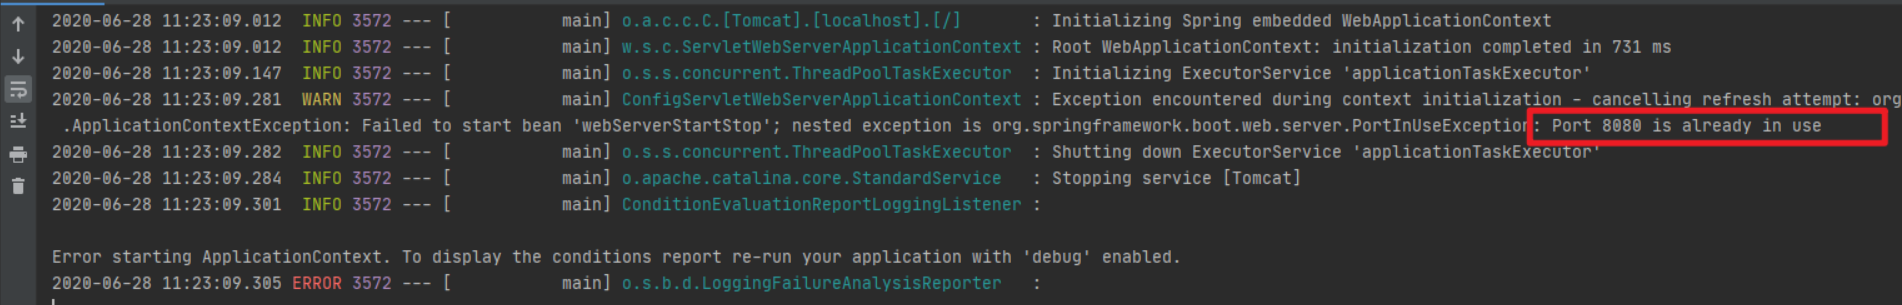 2020-06-28 11:23:09.012  INFO 3572 --- [           main] o.a.c.c.C.[Tomcat].[localhost].[/]       : Initializing Spring embedded WebApplicationContext
2020-06-28 11:23:09.012  INFO 3572 --- [           main] w.s.c.ServletWebServerApplicationContext : Root WebApplicationContext: initialization completed in 731 ms
2020-06-28 11:23:09.147  INFO 3572 --- [           main] o.s.s.concurrent.ThreadPoolTaskExecutor  : Initializing ExecutorService 'applicationTaskExecutor'
2020-06-28 11:23:09.281  WARN 3572 --- [           main] ConfigServletWebServerApplicationContext : Exception encountered during context initialization - cancelling refresh attempt: org
.ApplicationContextException: Failed to start bean 'webServerStartStop'; nested exception is org.springframework.boot.web.server.PortInUseException: Port 8080 is already in use
2020-06-28 11:23:09.282  INFO 3572 --- [           main] o.s.s.concurrent.ThreadPoolTaskExecutor  : Shutting down ExecutorService 'applicationTaskExecutor'
2020-06-28 11:23:09.284  INFO 3572 --- [           main] o.apache.catalina.core.StandardService   : Stopping service [Tomcat]
2020-06-28 11:23:09.301  INFO 3572 --- [           main] ConditionEvaluationReportLoggingListener :
Error starting ApplicationContext. To display the conditions report re-run your application with 'debug' enabled.
2020-06-28 11:23:09.305 ERROR 3572 --- [           main] o.s.b.d.LoggingFailureAnalysisReporter   :